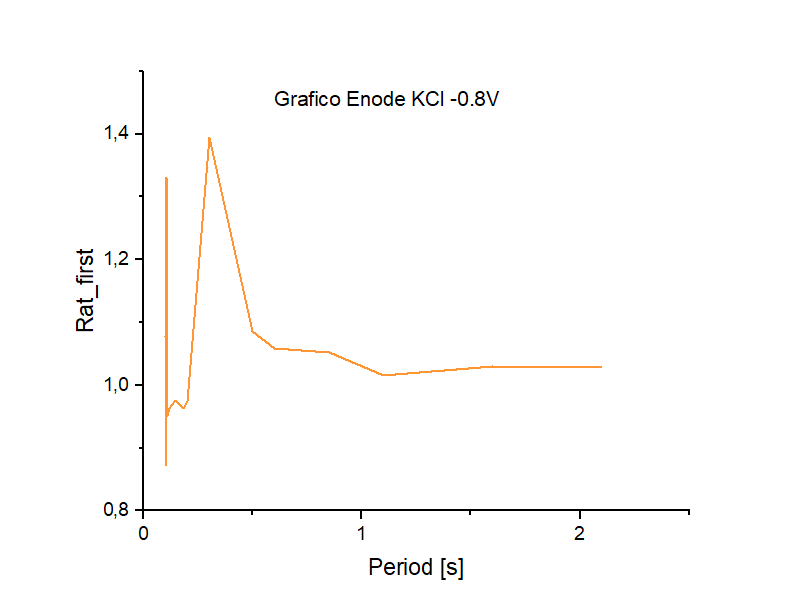 Grafico Enode KCl -0.8V
1,4
1,2
1,0
0,8
Rat_first
0
1
2
Period [s]